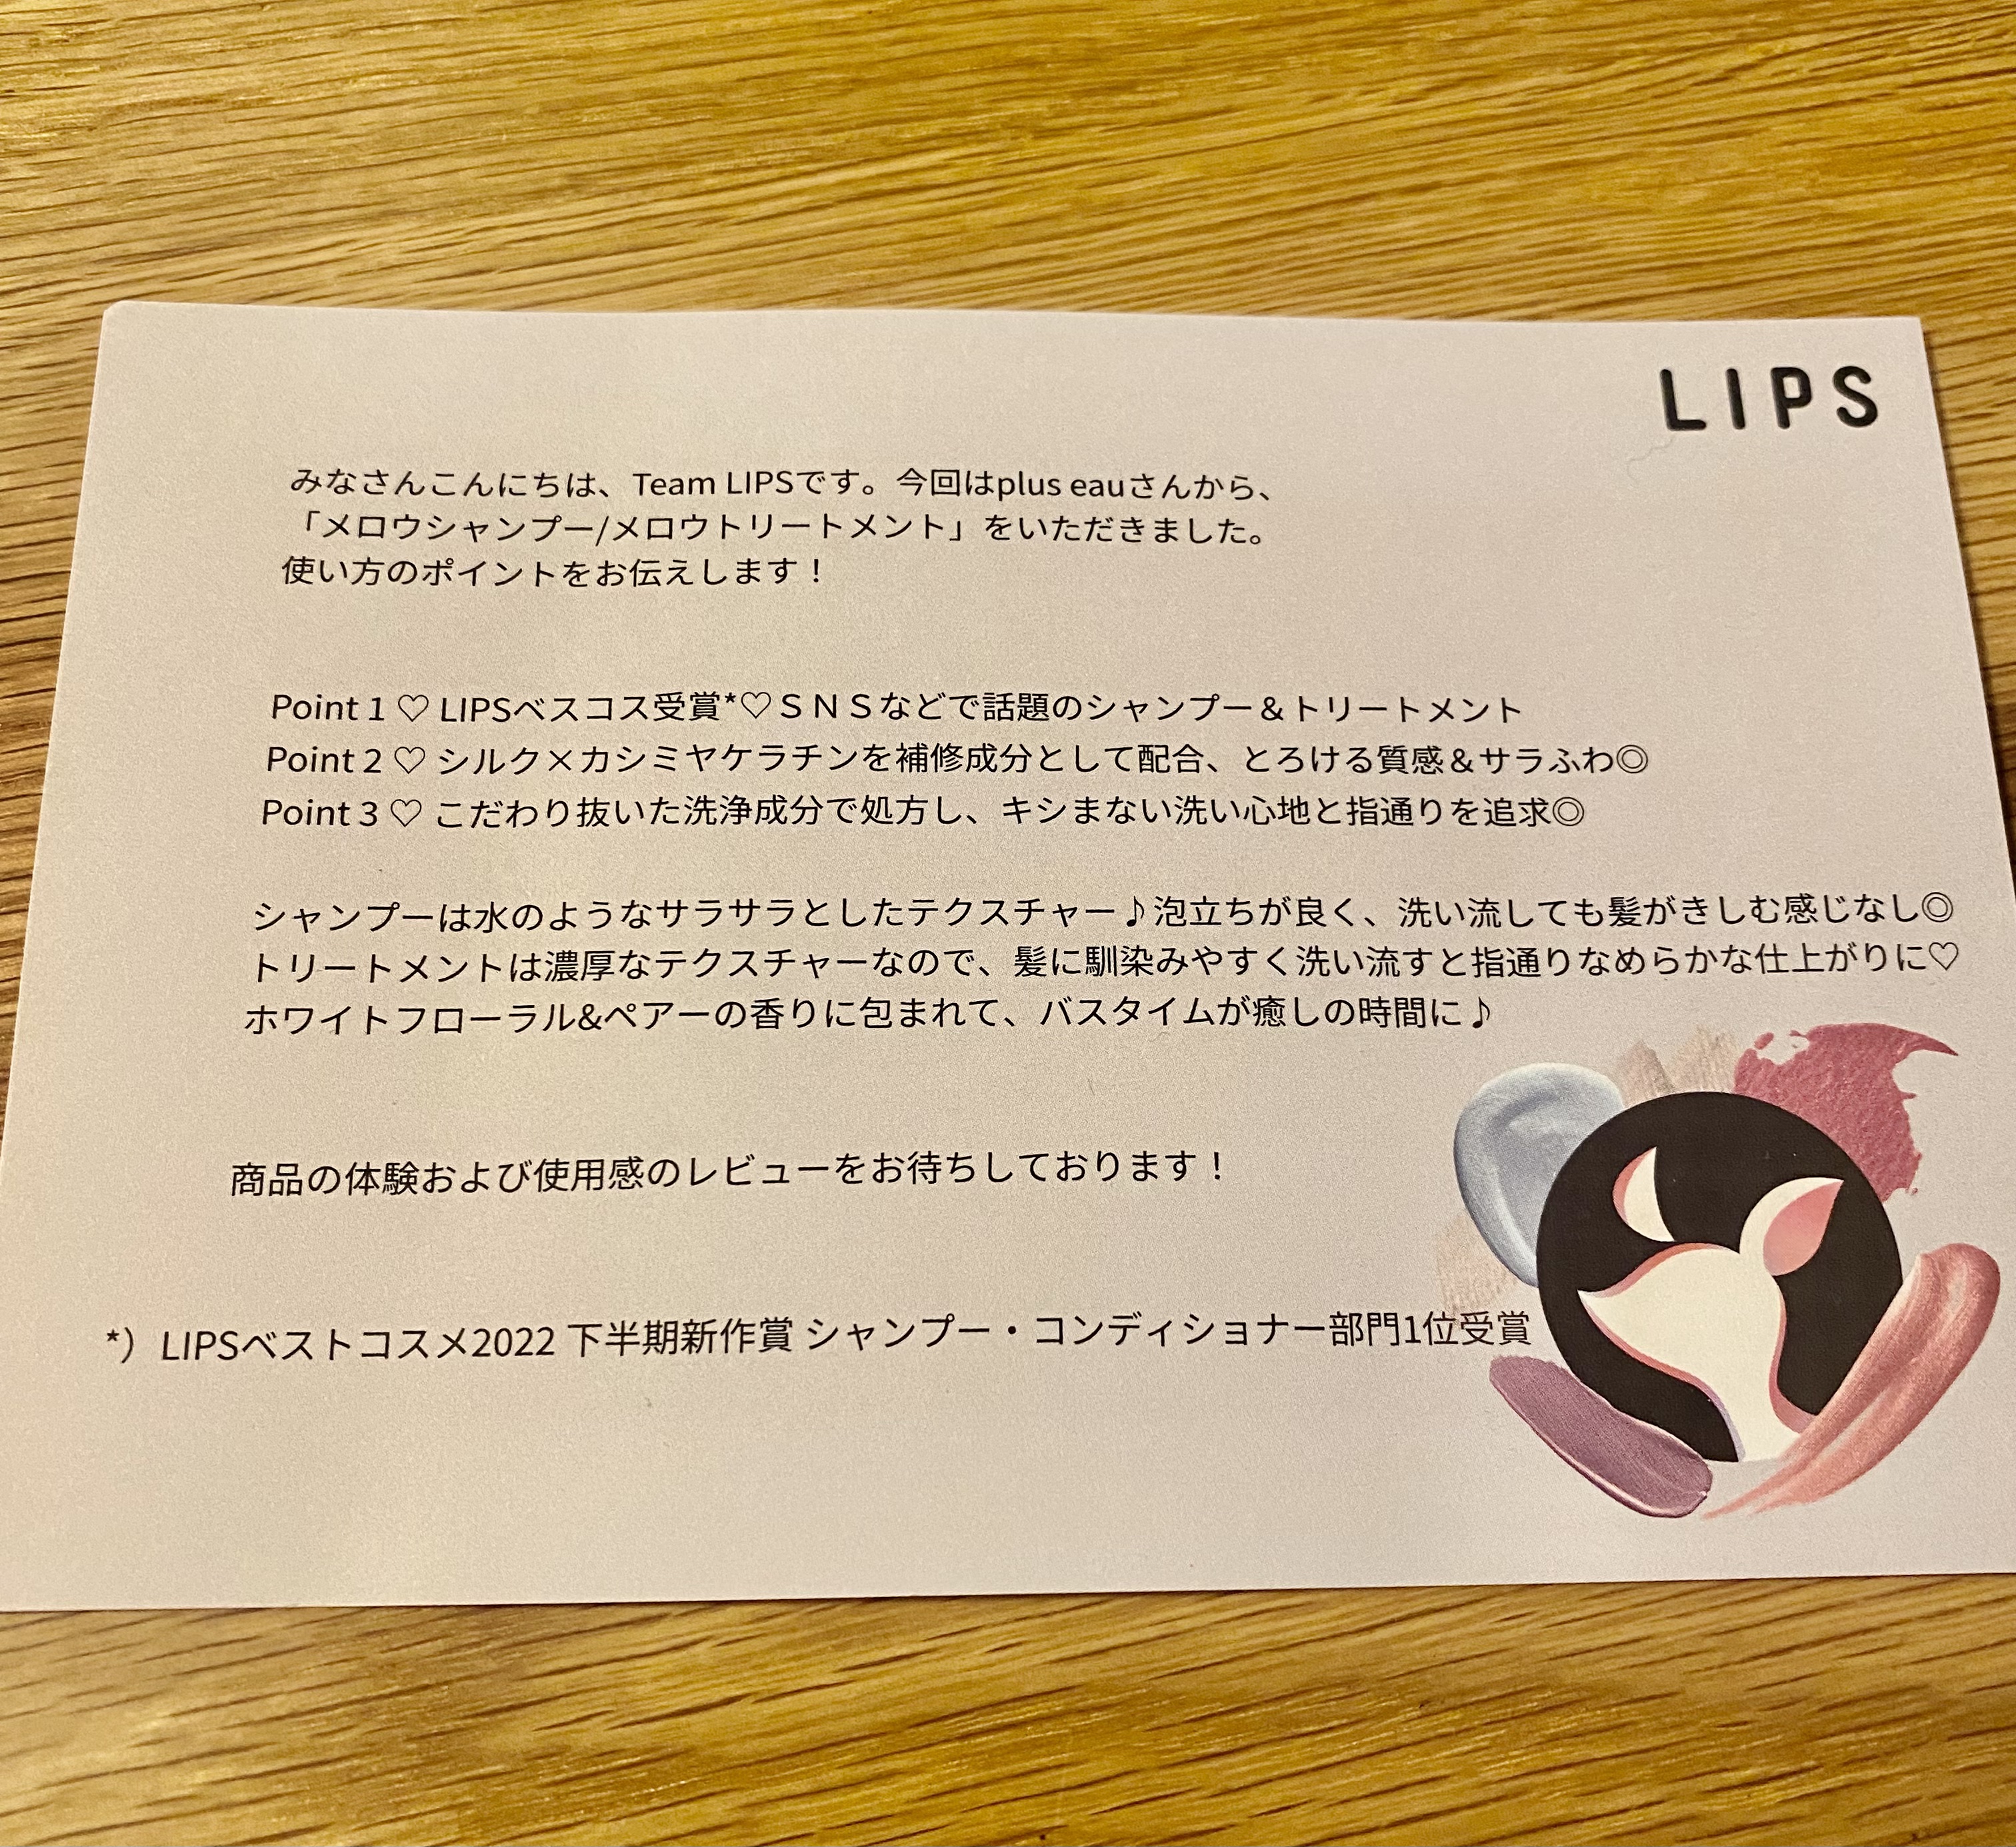 LIPS
みなさんこんにちは、Team LIPSです。今回はplus eauさんから、
「メロウシャンプー/メロウトリートメント」をいただきました。
使い方のポイントをお伝えします！
Point 1 ♡ LIPSベスコス受賞*♡ＳＮＳなどで話題のシャンプー＆トリートメント
Point 2 ♡ シルク×カシミヤケラチンを補修成分として配合、とろける質感＆サラふわ◎
Point 3 ♡ こだわり抜いた洗浄成分で処方し、キシまない洗い心地と指通りを追求◎
シャンプーは水のようなサラサラとしたテクスチャー♪泡立ちが良く、洗い流しても髪がきしむ感じなし◎
トリートメントは濃厚なテクスチャーなので、髪に馴染みやすく洗い流すと指通りなめらかな仕上がりに♡
ホワイトフローラル&ペアーの香りに包まれて、バスタイムが癒しの時間に♪
商品の体験および使用感のレビューをお待ちしております！
*）LIPSベストコスメ2022 下半期新作賞 シャンプー・コンディショナー部門1位受賞